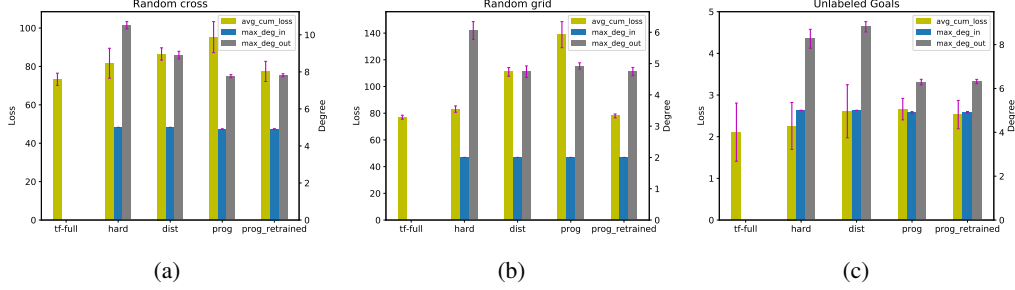 Random cross
avg_cum_loss
max_deg_in
max_deg_out
100
80
60
40
20
0
Loss
10
8
6
4
2
0
Degree
tf-full hard dist prog prog_retrained
(a)
Random grid
avg_cum_loss
max_deg_in
max_deg_out
140
120
100
80
60
40
20
0
Loss
6
5
4
3
2
1
0
Degree
tf-full hard dist prog prog_retrained
(b)
Unlabeled Goals
avg_cum_loss
max_deg_in
max_deg_out
5
4
3
2
1
0
Loss
8
6
4
2
0
Degree
tf-full hard dist prog prog_retrained
(c)